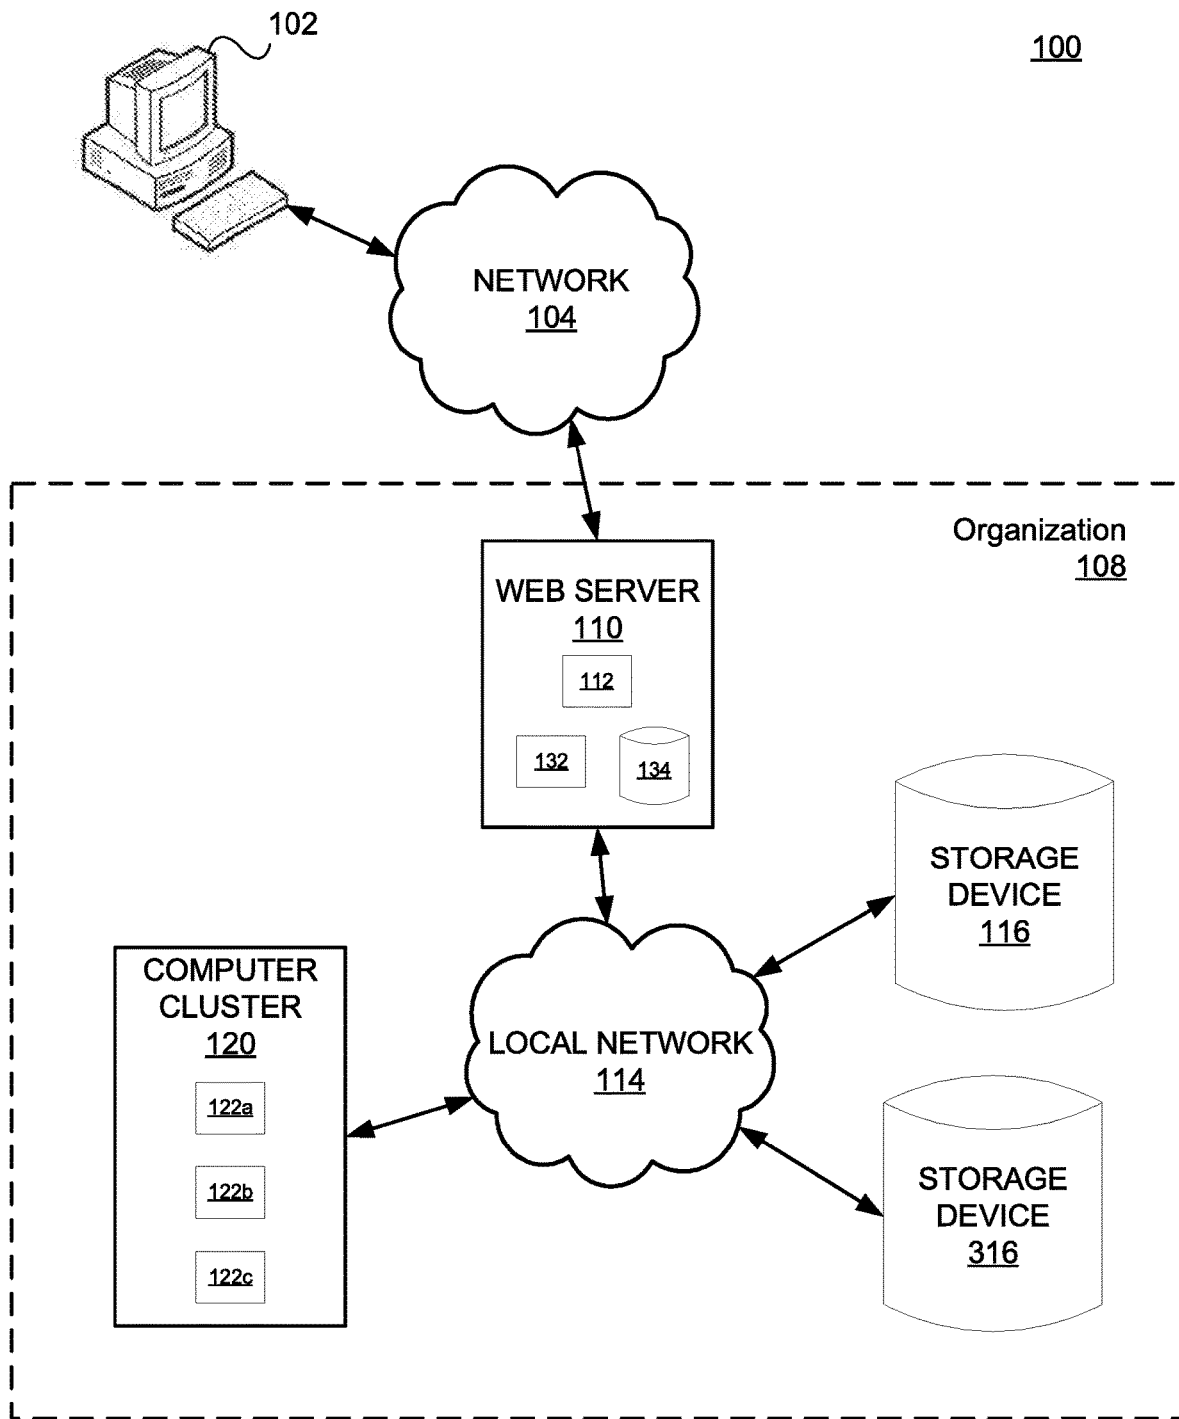 102
100
NETWORK
104
Organization
108
WEB SERVER
110
112
132
134
STORAGE
DEVICE
116
COMPUTER
CLUSTER
120
122a
122b
122c
LOCAL NETWORK
114
STORAGE
DEVICE
316